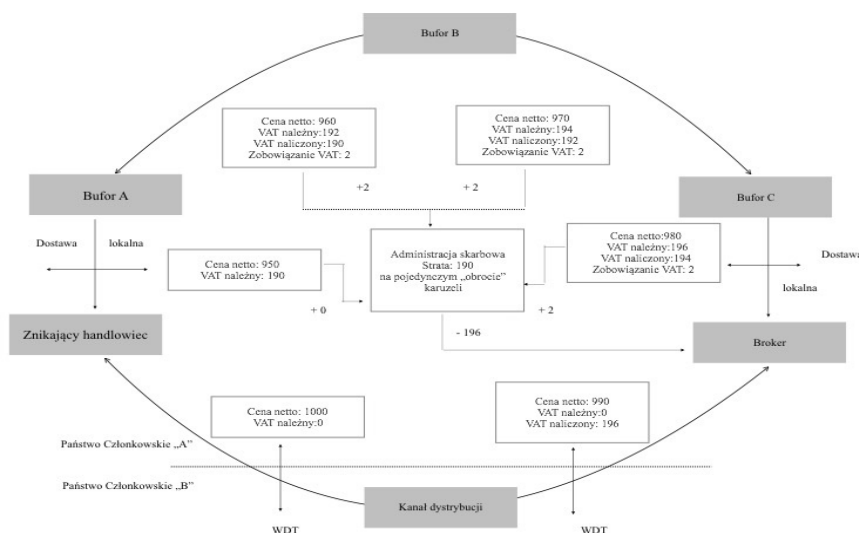 Bufor B
Cena netto: 960
VAT należny:192
VAT naliczony:190
Zobowiązanie VAT: 2
Cena netto: 970
VAT należny:194
VAT naliczony:192
Zobowiązanie VAT: 2
+2
+ 2
Bufor A
Bufor C
Dostawa
lokalna
Cena netto: 950
VAT należny: 190
Administracja skarbowa
Strata: 190
na pojedynczym „obrocie”
karuzeli
Cena netto:980
VAT należny:196
VAT naliczony:194
Zobowiązanie VAT: 2
Dostawa
lokalna
+ 0
+ 2
- 196
Znikający handlowiec
Broker
Cena netto: 1000
VAT należny:0
Cena netto: 990
VAT należny:0
VAT naliczony: 196
Państwo Członkowskie „A”
Państwo Członkowskie „B”
Kanał dystrybucji
WDT
WDT